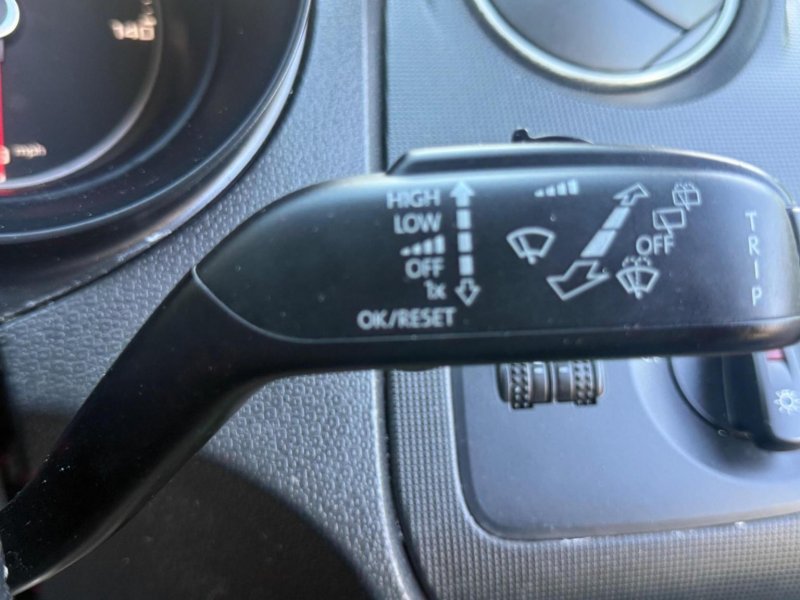 140
mph
HIGH
LOW
OFF
1x
OK/RESET
OFF
TRIP